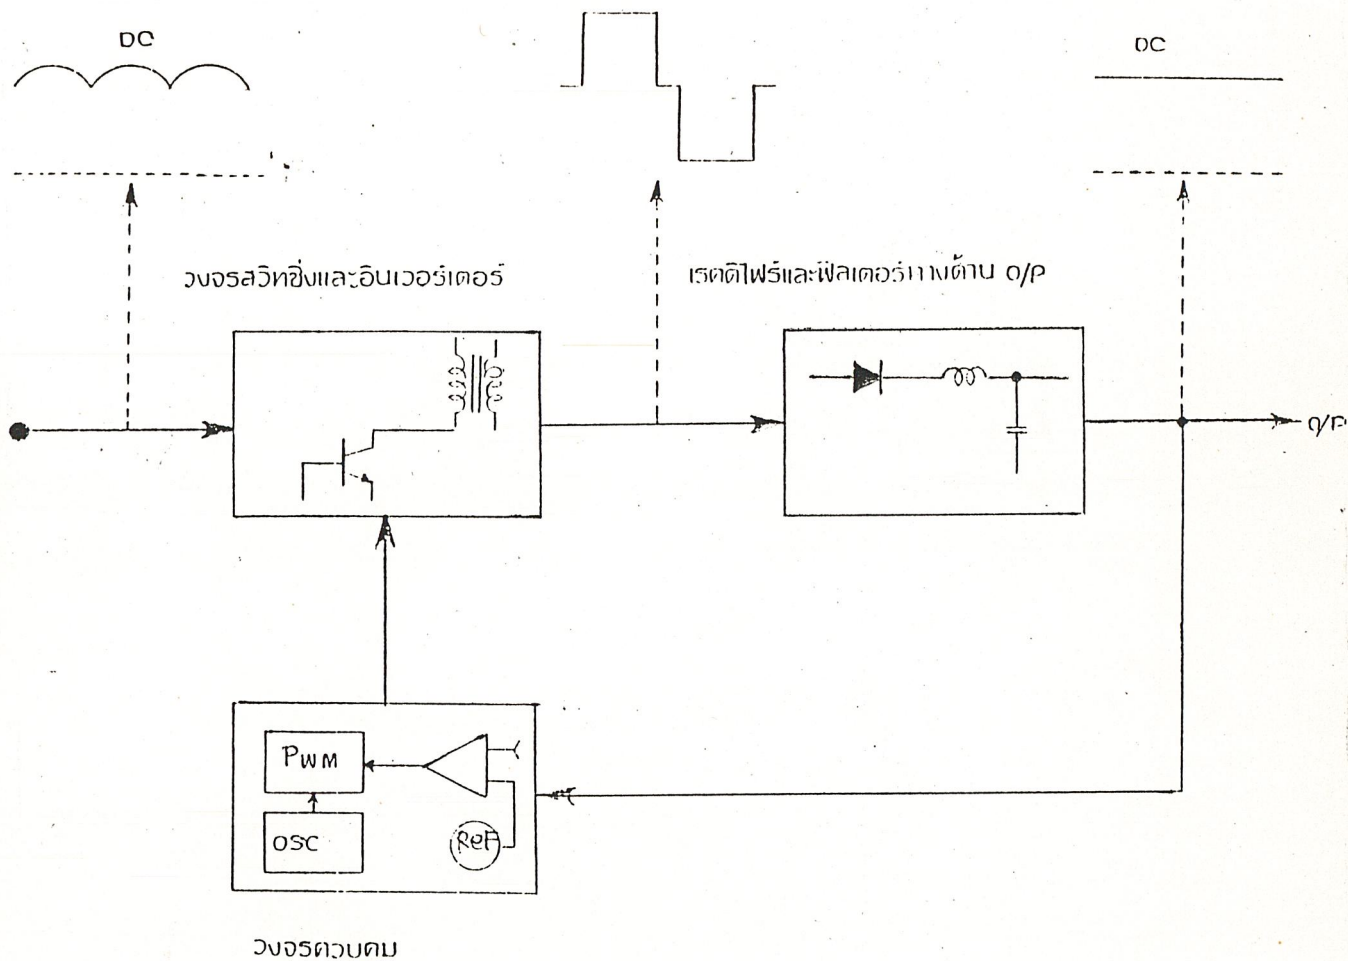 DC
DC
วงจรสวิทชิ่งและอินเวอร์เตอร์
เรคติไฟร์และฟิลเตอร์ทางด้าน O/P
O/P
PWM
OSC
Ref
วงจรควบคุม